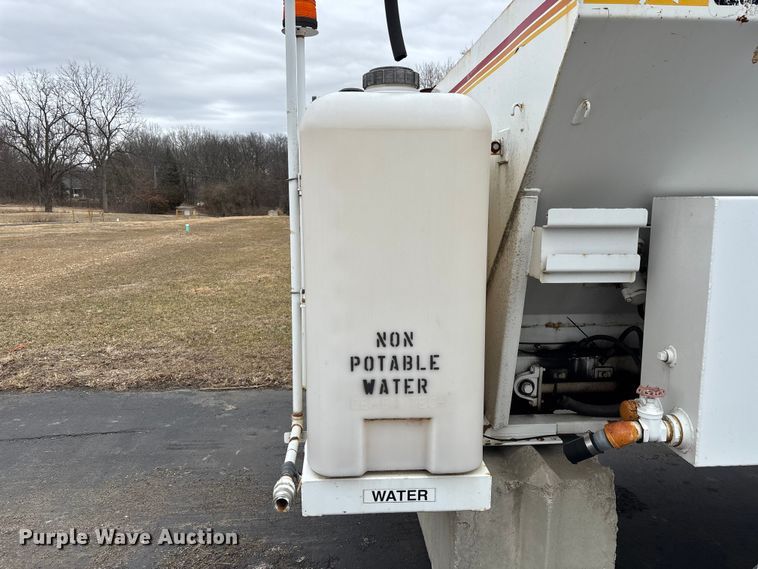 NON
POTABLE
WATER
WATER
Purple Wave Auction